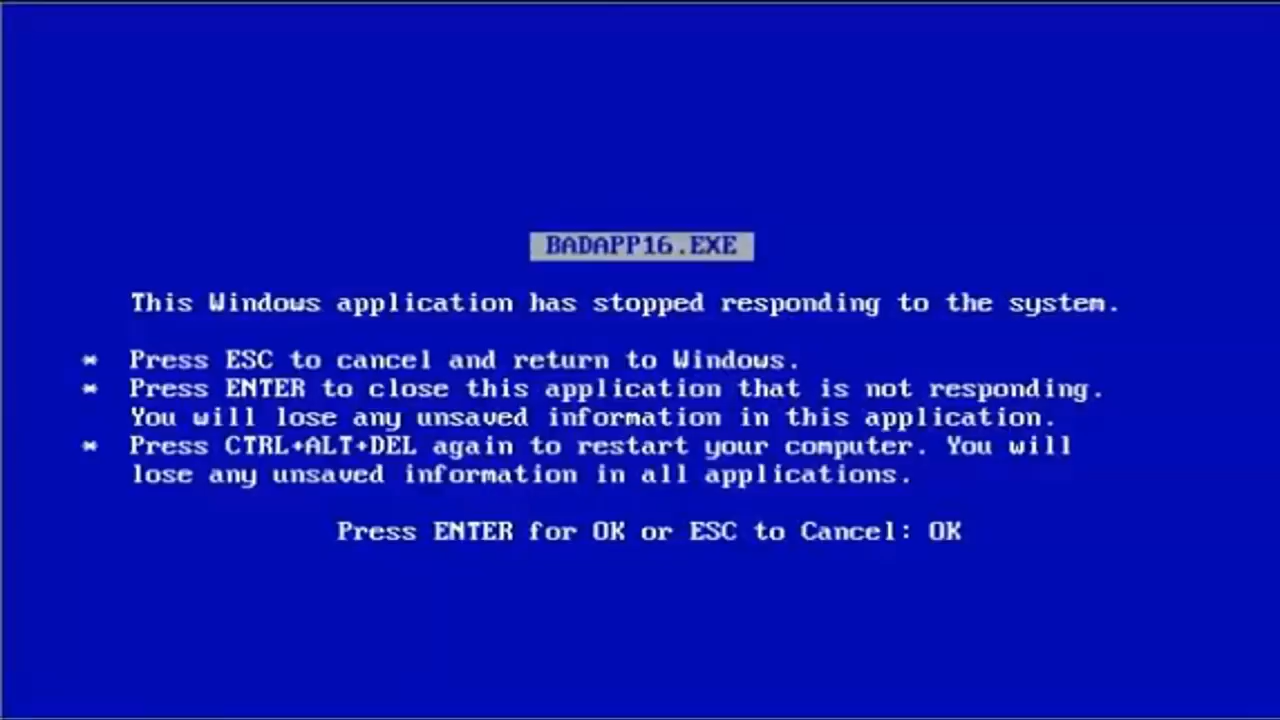 BADAPP16.EXE
This Windows application has stopped responding to the system.
* Press ESC to cancel and return to Windows.
* Press ENTER to close this application that is not responding.
You will lose any unsaved information in this application.
* Press CTRL+ALT+DEL again to restart your computer. You will
lose any unsaved information in all applications.
Press ENTER for OK or ESC to Cancel: OK